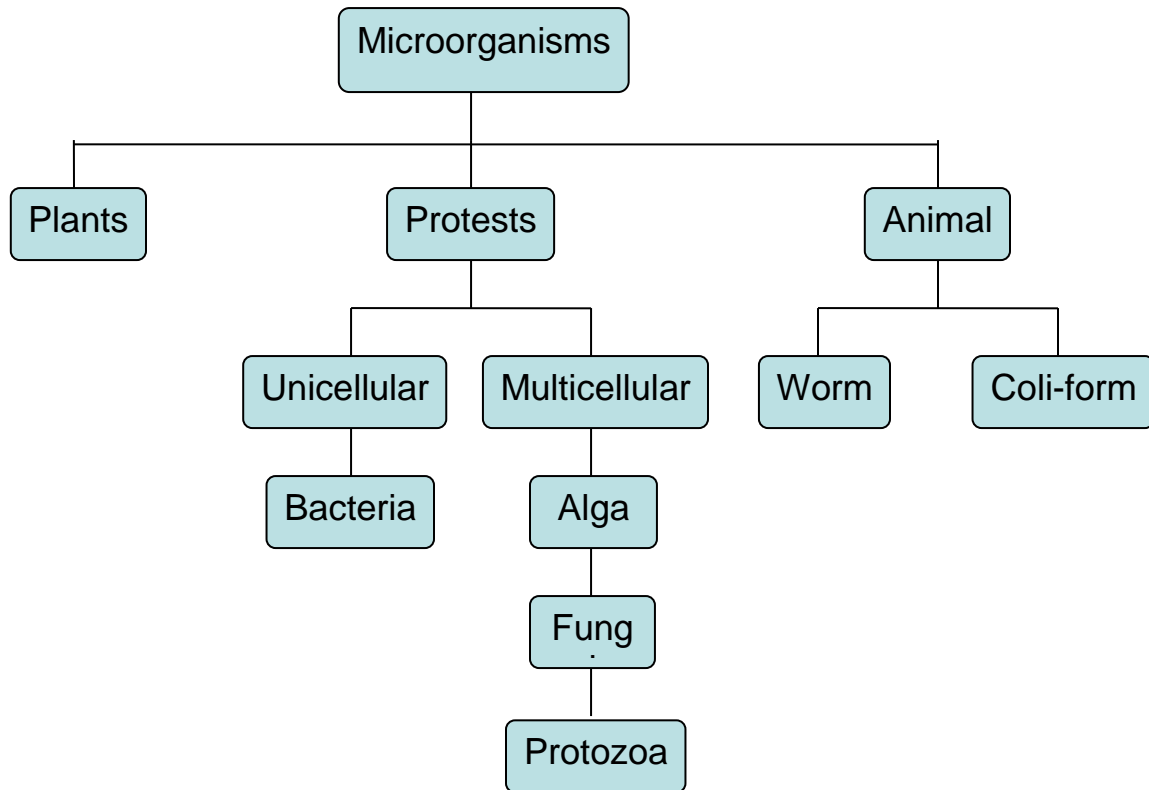 Microorganisms
Plants
Protests
Animal
Unicellular
Multicellular
Worm
Coli-form
Bacteria
Alga
Fung
Protozoa